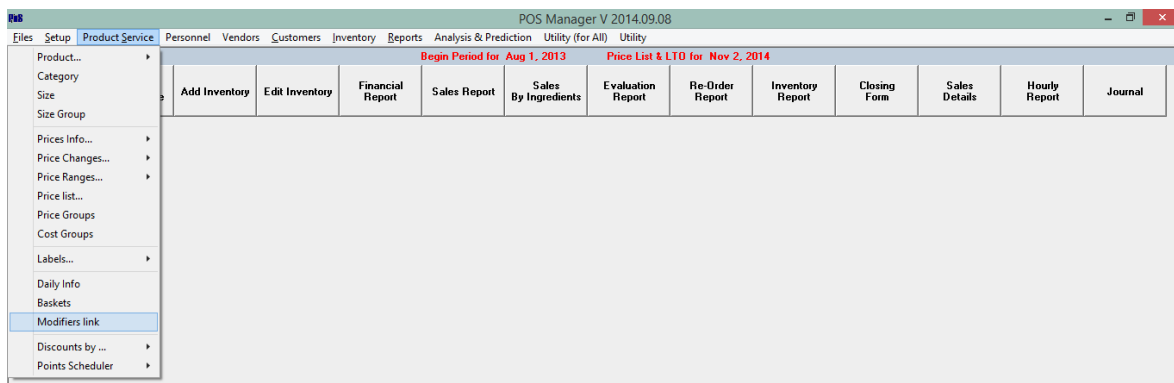 PoS
POS Manager V 2014.09.08
Files Setup Product Service Personnel Vendors Customers Inventory Reports Analysis & Prediction Utility (for All) Utility
Begin Period for Aug 1, 2013 Price List & LTO for Nov 2, 2014
Add Inventory
Edit Inventory
Financial
Report
Sales Report
Sales
By Ingredients
Evaluation
Report
Re-Order
Report
Inventory
Report
Closing
Form
Sales
Details
Hourly
Report
Journal
Product...
Category
Size
Size Group
Prices Info...
Price Changes...
Price Ranges...
Price list...
Price Groups
Cost Groups
Labels...
Daily Info
Baskets
Modifiers link
Discounts by ...
Points Scheduler